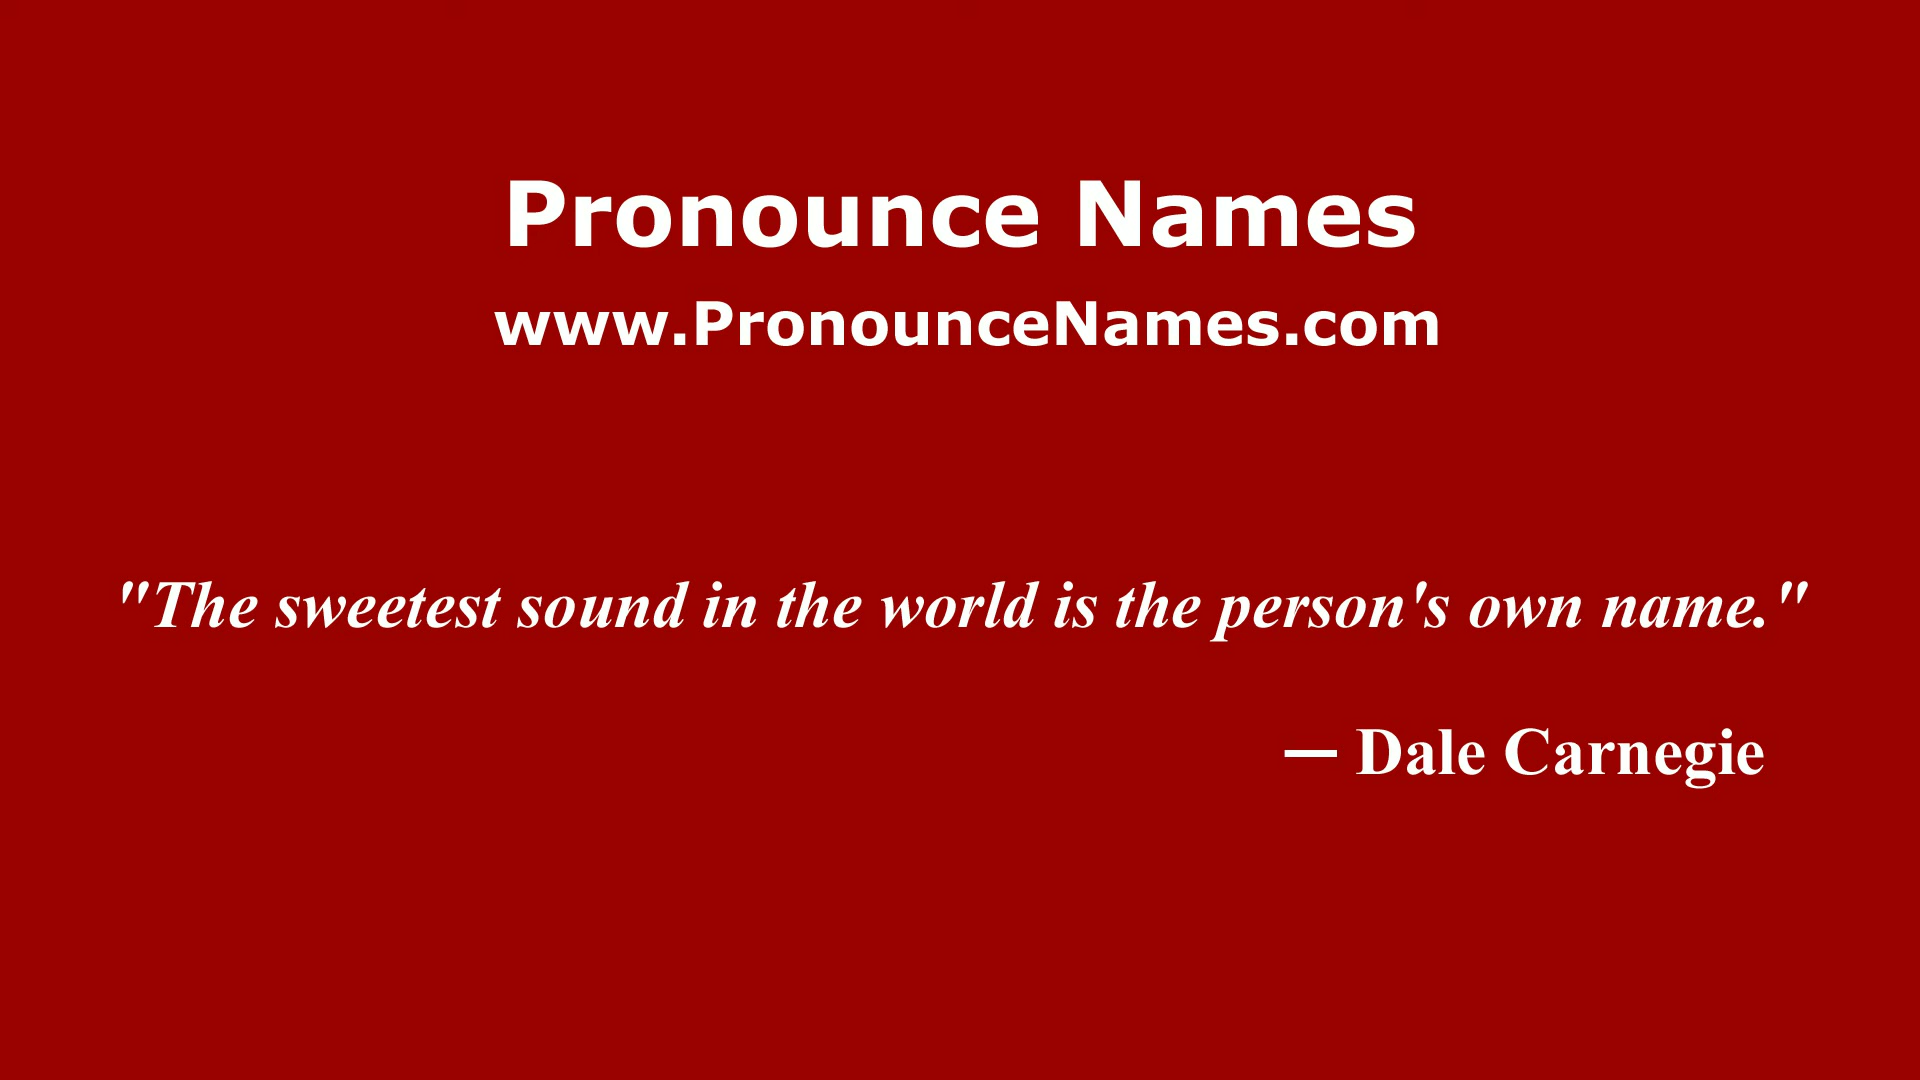 Pronounce Names
www.PronounceNames.com
"The sweetest sound in the world is the person's own name."
— Dale Carnegie